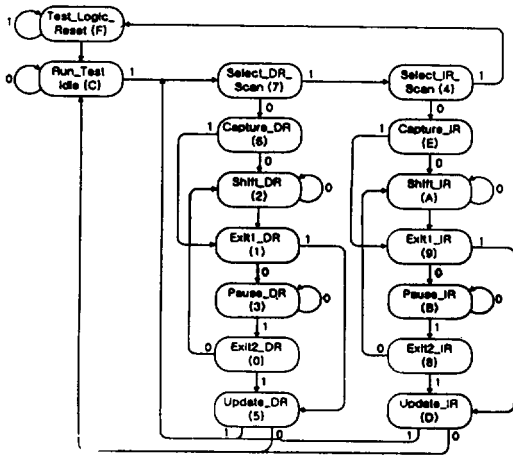 Test_Logic_
Reset (F)
1
Run_Test
Idle (C)
0
1
Select_DR_
Scan (7)
1
Select_IR_
Scan (4)
1
0
0
1
Capture_DR
(6)
1
Capture_IR
(E)
0
0
Shift_DR
(2)
0
Shift_IR
(A)
0
Exit1_DR
(1)
1
Exit1_IR
(9)
1
0
0
Pause_DR
(3)
0
Pause_IR
(B)
0
1
1
0
Exit2_DR
(0)
0
Exit2_IR
(8)
1
1
Update_DR
(5)
Update_IR
(D)
1
0
1
0